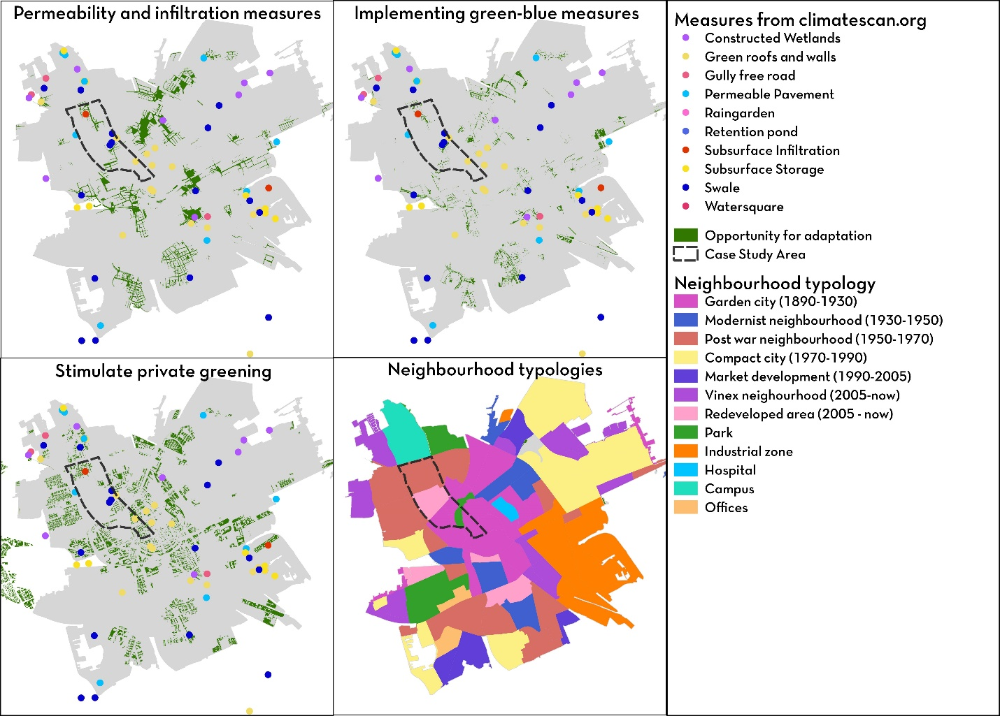 Permeability and infiltration measures
Implementing green-blue measures
Stimulate private greening
Neighbourhood typologies
Measures from climatescan.org
Constructed Wetlands
Green roofs and walls
Gully free road
Permeable Pavement
Raingarden
Retention pond
Subsurface Infiltration
Subsurface Storage
Swale
Watersquare
Opportunity for adaptation
Case Study Area
Neighbourhood typology
Garden city (1890-1930)
Modernist neighbourhood (1930-1950)
Post war neighbourhood (1950-1970)
Compact city (1970-1990)
Market development (1990-2005)
Vinex neighourhood (2005-now)
Redeveloped area (2005 - now)
Park
Industrial zone
Hospital
Campus
Offices